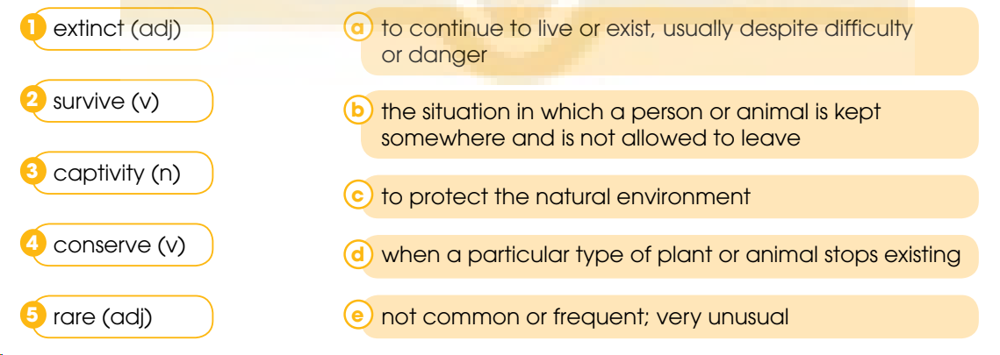 1 extinct (adj)
2 survive (v)
3 captivity (n)
4 conserve (v)
5 rare (adj)
a to continue to live or exist, usually despite difficulty
or danger
b the situation in which a person or animal is kept
somewhere and is not allowed to leave
c to protect the natural environment
d when a particular type of plant or animal stops existing
e not common or frequent; very unusual